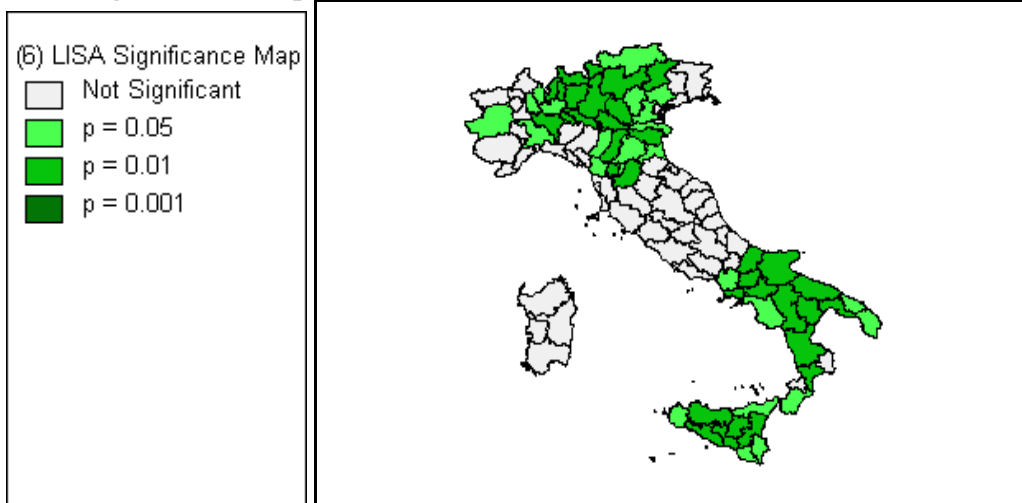 (6) LISA Significance Map
Not Significant
p = 0.05
p = 0.01
p = 0.001